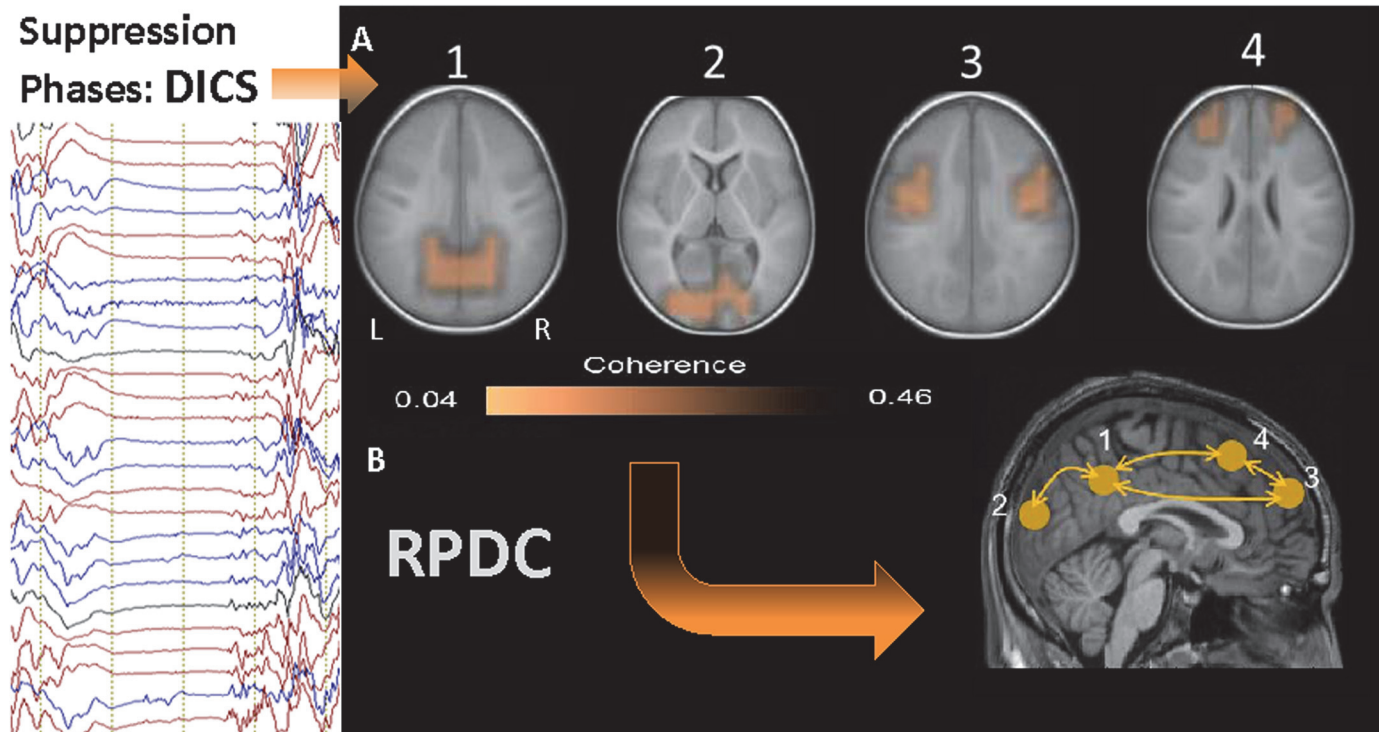 Suppression
Phases: DICS
A
1
2
3
4
L
R
Coherence
0.04
0.46
B
RPDC
1
4
3
2